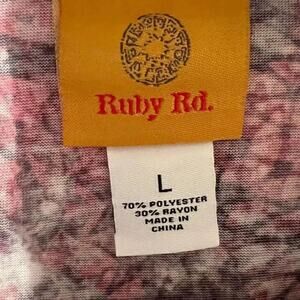 Ruby Rd.
L
70% POLYESTER
30% RAYON
MADE IN
CHINA